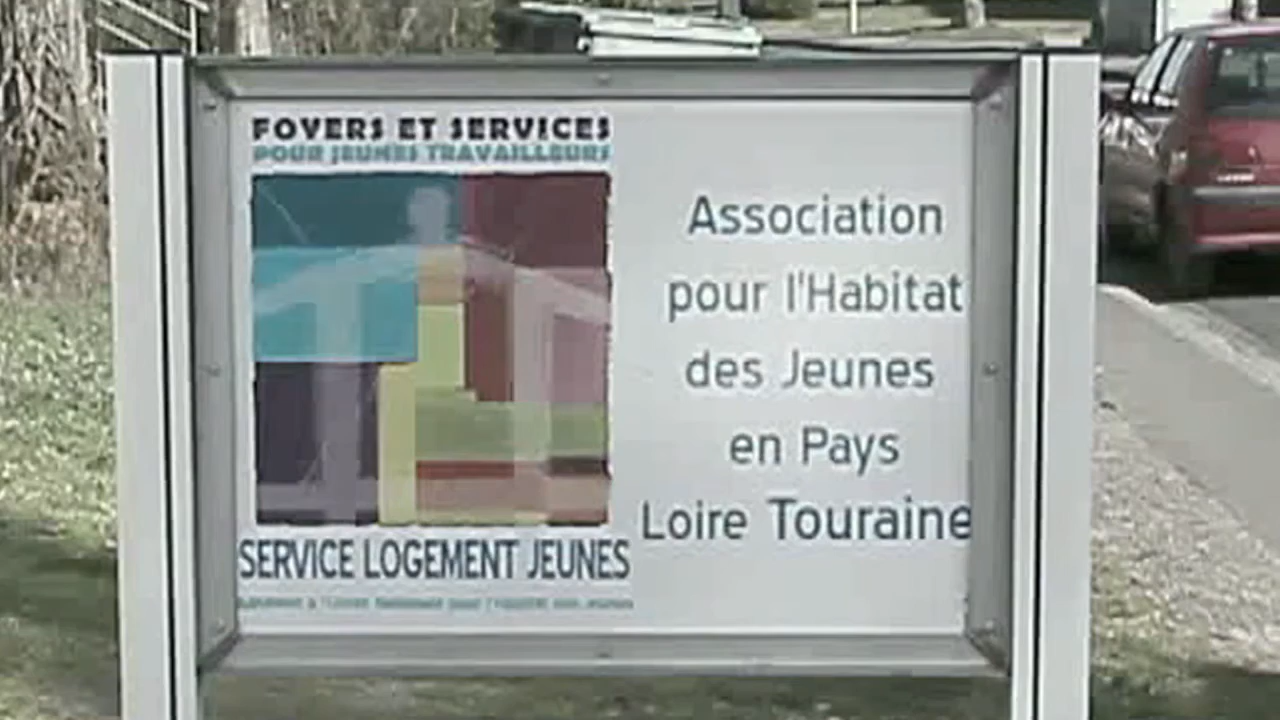 FOYERS ET SERVICES
POUR JEUNES TRAVAILLEURS
SERVICE LOGEMENT JEUNES
Association
pour l'Habitat
des Jeunes
en Pays
Loire Touraine